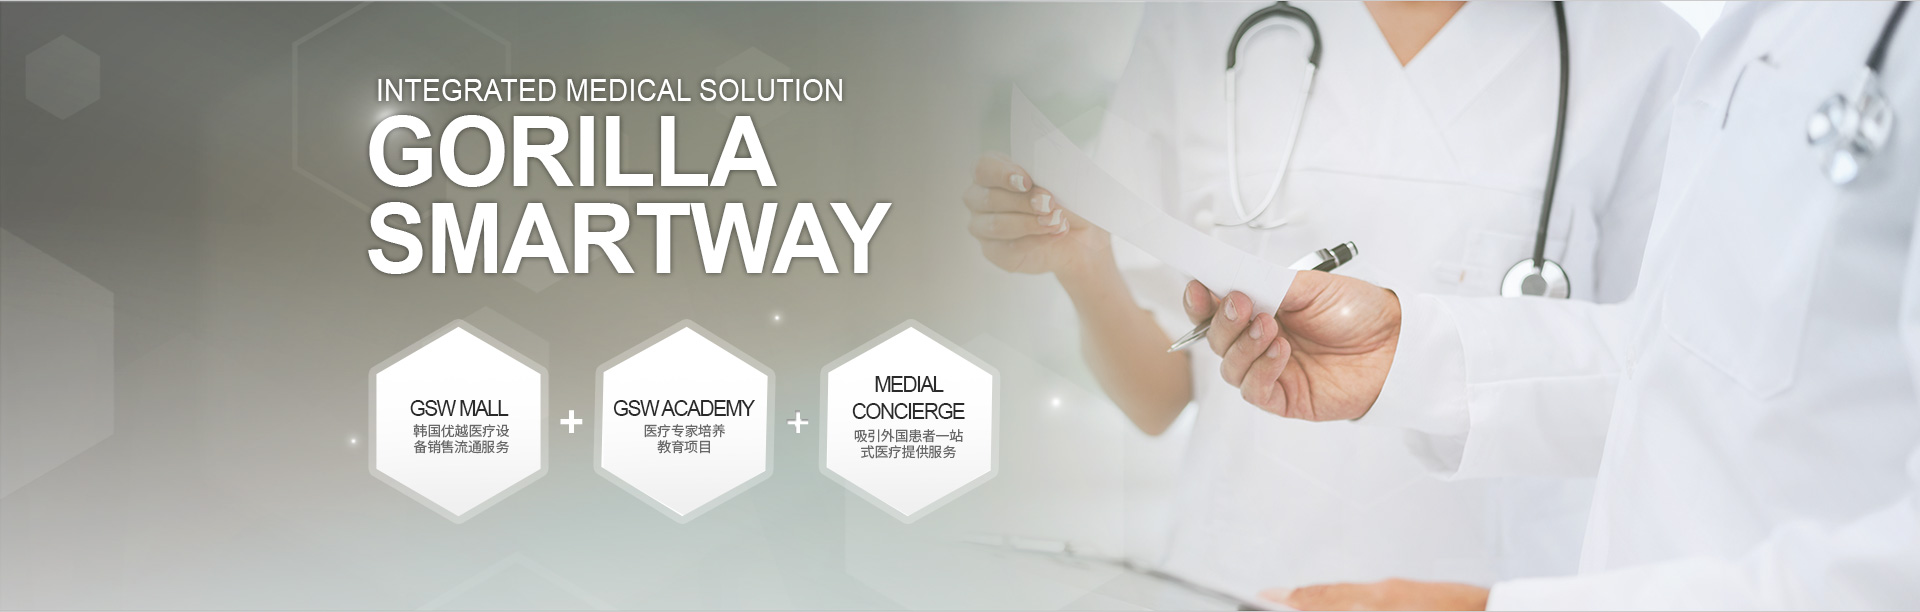 INTEGRATED MEDICAL SOLUTION
GORILLA
SMARTWAY
GSW MALL
韩国优越医疗设
备销售流通服务
+
GSW ACADEMY
医疗专家培养
教育项目
+
MEDIAL
CONCIERGE
吸引外国患者一站
式医疗提供服务